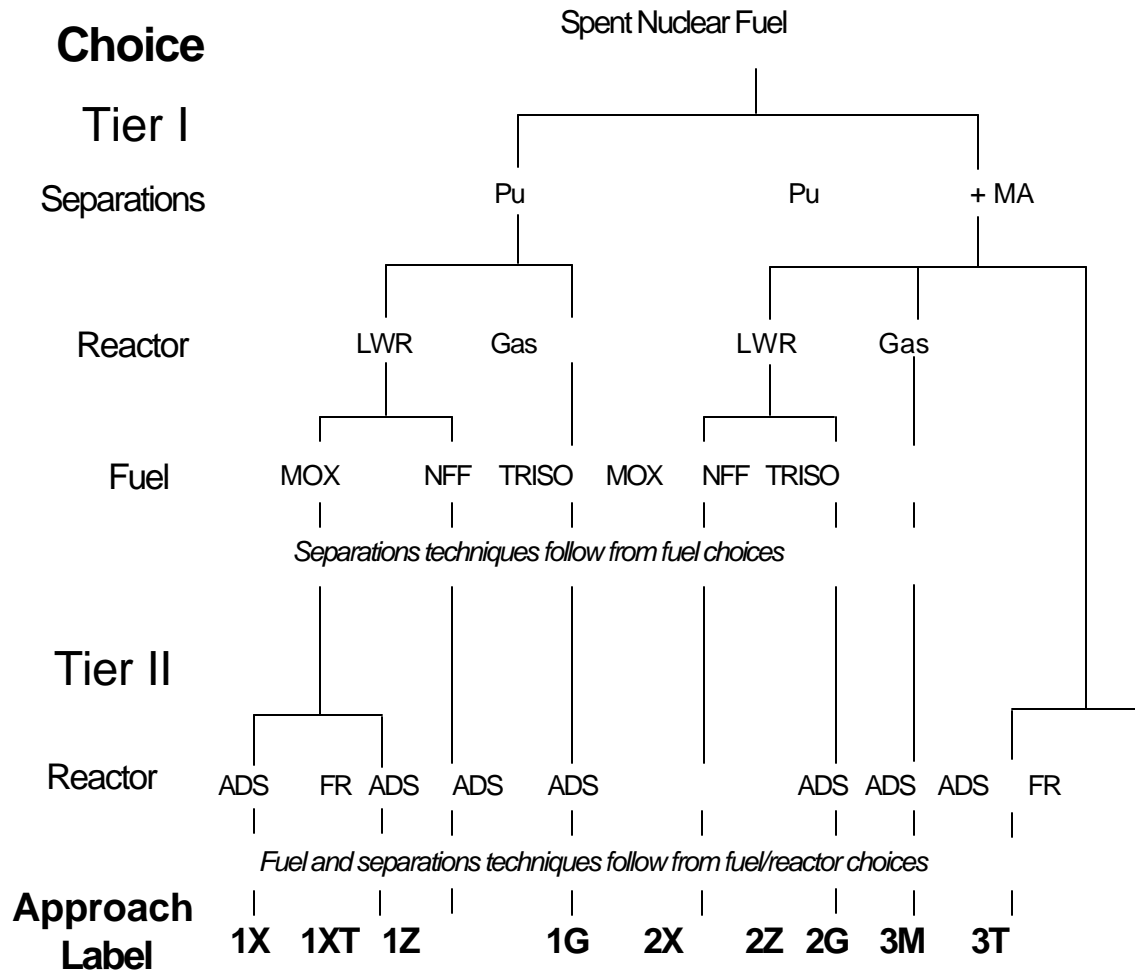 Spent Nuclear Fuel
Choice
Tier I
Separations Pu Pu + MA
Reactor LWR Gas LWR Gas
Fuel MOX NFF TRISO MOX NFF TRISO
Separations techniques follow from fuel choices
Tier II
Reactor ADS FR ADS ADS ADS ADS ADS ADS FR
Fuel and separations techniques follow from fuel/reactor choices
Approach
Label 1X 1XT 1Z 1G 2X 2Z 2G 3M 3T